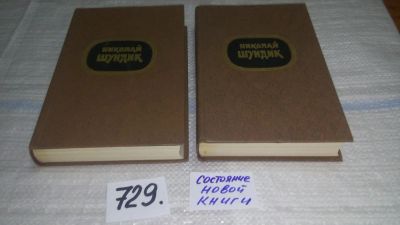 НИКОЛАЙ
ШУНДИК
НИКОЛАЙ
ШУНДИК
729.
СОСТОЯНИЕ
НОВОЙ
КНИГИ